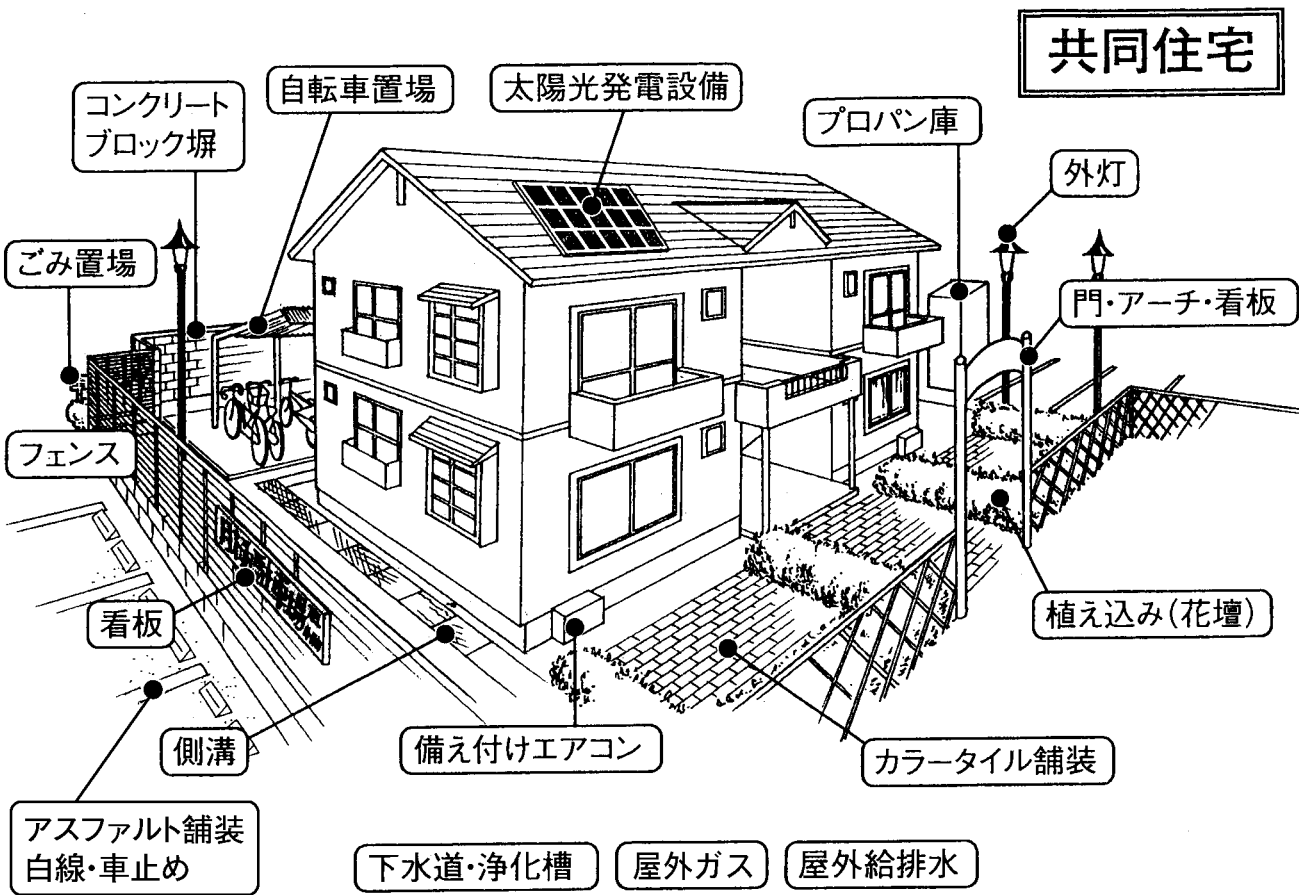 共同住宅
コンクリート
ブロック塀
自転車置場
太陽光発電設備
プロパン庫
外灯
ごみ置場
門・アーチ・看板
フェンス
看板
植え込み(花壇)
側溝
備え付けエアコン
カラータイル舗装
アスファルト舗装
白線・車止め
下水道・浄化槽
屋外ガス
屋外給排水